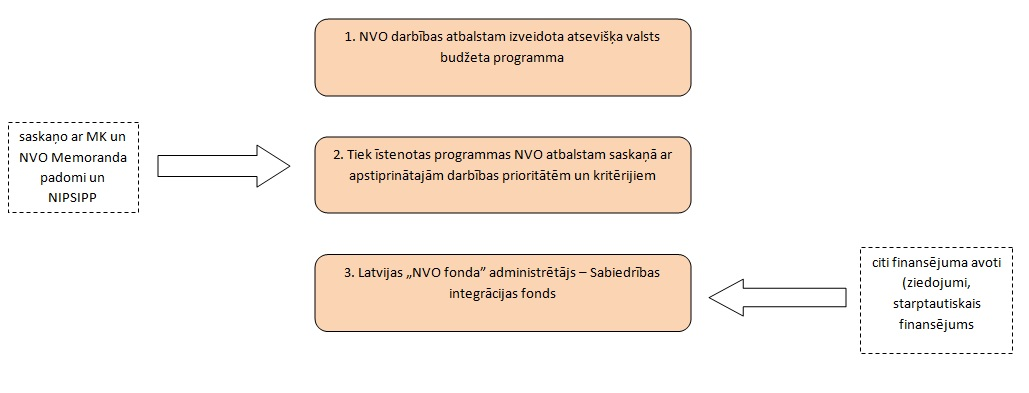 1. NVO darbības atbalstam izveidota atsevišķa valsts
budžeta programma
saskaņo ar MK un
NVO Memoranda
padomi un
NIPSIPP
2. Tiek īstenotas programmas NVO atbalstam saskaņā ar
apstiprinātajām darbības prioritātēm un kritērijiem
3. Latvijas „NVO fonda” administrētājs – Sabiedrības
integrācijas fonds
citi finansējuma avoti
(ziedojumi,
starptautiskais
finansējums